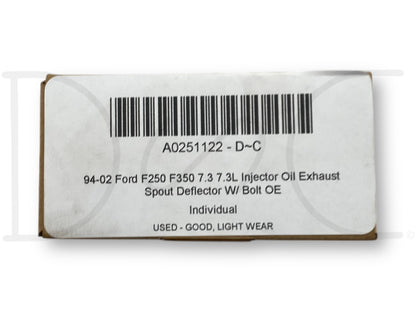 A0251122 - D~C
94-02 Ford F250 F350 7.3 7.3L Injector Oil Exhaust
Spout Deflector W/ Bolt OE
Individual
USED - GOOD, LIGHT WEAR